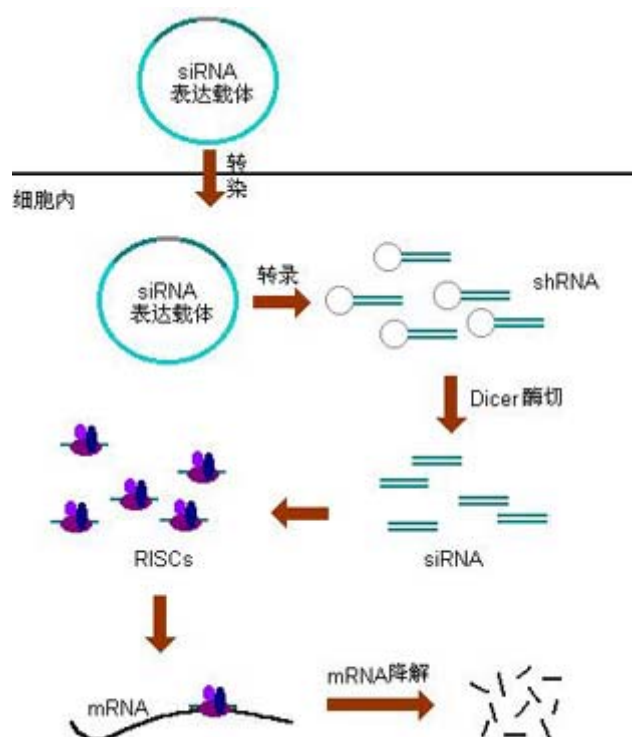 siRNA
表达载体
转
染
细胞内
siRNA
表达载体
转录
shRNA
Dicer酶切
RISCs
siRNA
mRNA
mRNA降解